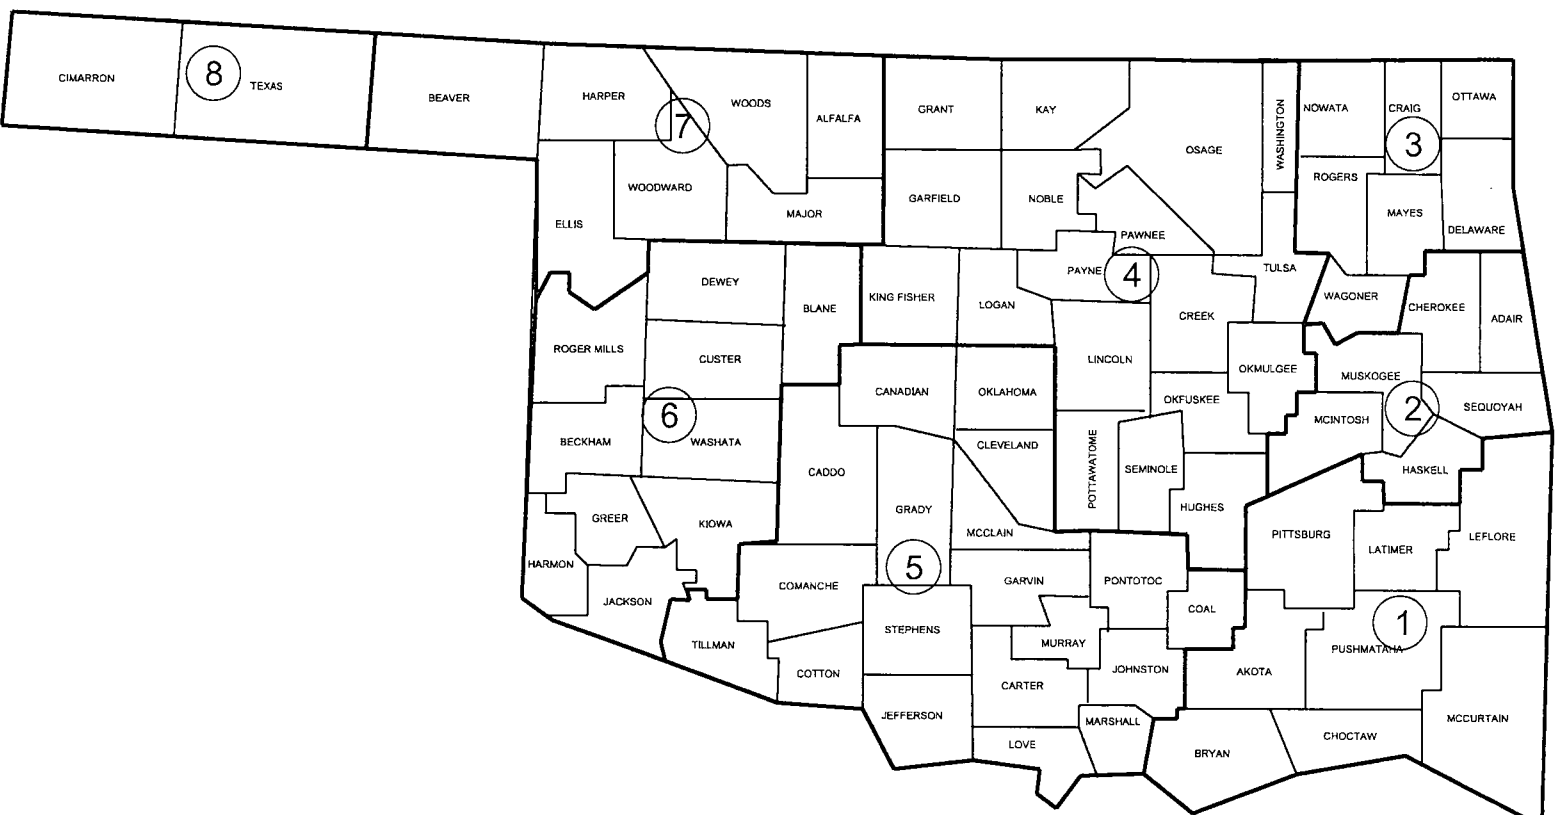 CIMARRON
8
TEXAS
BEAVER
HARPER
7
WOODS
ALFALFA
GRANT
KAY
OSAGE
WASHINGTON
NOWATA
CRAIG
OTTAWA
3
ROGERS
ELLIS
WOODWARD
MAJOR
GARFIELD
NOBLE
PAWNEE
MAYES
DELAWARE
DEWEY
BLANE
KING FISHER
LOGAN
PAYNE
4
TULSA
WAGONER
CHEROKEE
ADAIR
ROGER MILLS
CUSTER
CANADIAN
OKLAHOMA
LINCOLN
CREEK
OKMULGEE
OKFUSKEE
MUSKOGEE
2
SEQUOYAH
MCINTOSH
HASKELL
BECKHAM
6
WASHATA
CADDO
CLEVELAND
POTTAWATOME
SEMINOLE
HUGHES
GREER
KIOWA
GRADY
MCCLAIN
PITTSBURG
LATIMER
LEFLORE
HARMON
JACKSON
COMANCHE
5
GARVIN
PONTOTOC
COAL
TILLMAN
COTTON
STEPHENS
MURRAY
JOHNSTON
AKOTA
1
PUSHMATAHA
JEFFERSON
CARTER
LOVE
MARSHALL
BRYAN
CHOCTAW
MCCURTAIN